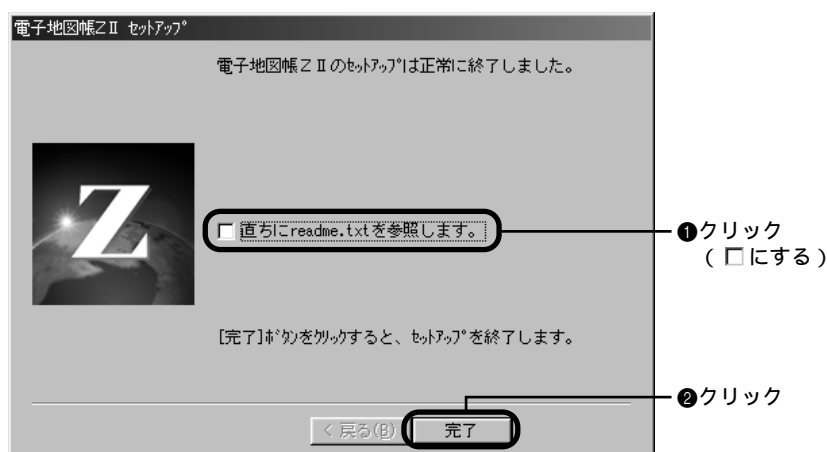 電子地図帳ZⅡ ｾｯﾄｱｯﾌﾟ
電子地図帳ZⅡのｾｯﾄｱｯﾌﾟは正常に終了しました。
Z
直ちにreadme.txtを参照します。
❶クリック
(□にする)
[完了]ﾎﾞﾀﾝをｸﾘｯｸすると、ｾｯﾄｱｯﾌﾟを終了します。
❷クリック
< 戻る(B)
完了